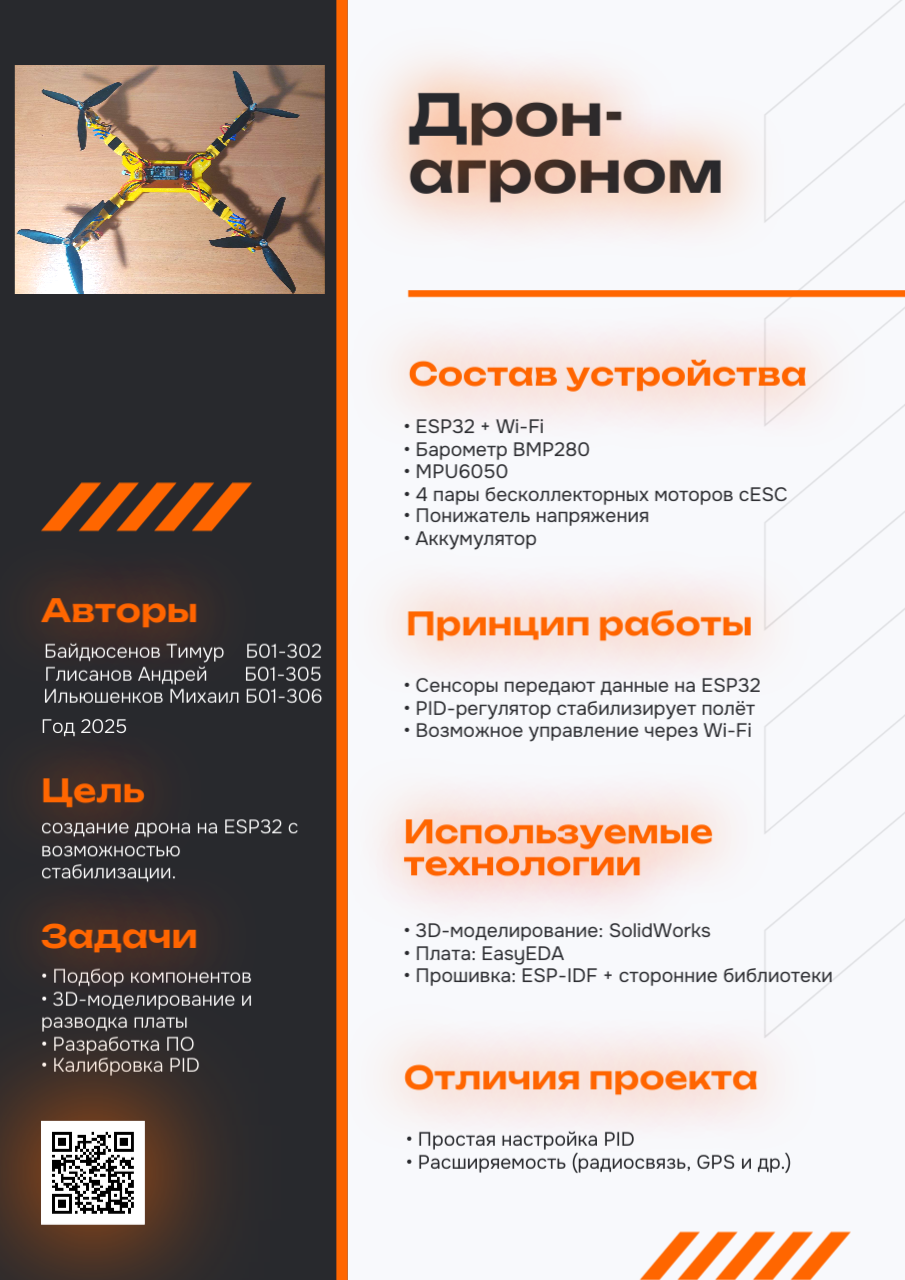 Дрон-
агроном
Авторы
Байдюсенов Тимур Б01-302
Глисанов Андрей Б01-305
Ильюшенков Михаил Б01-306
Год 2025
Цель
создание дрона на ESP32 с
возможностью
стабилизации.
Задачи
• Подбор компонентов
• 3D-моделирование и
разводка платы
• Разработка ПО
• Калибровка PID
Состав устройства
• ESP32 + Wi-Fi
• Барометр BMP280
• MPU6050
• 4 пары бесколлекторных моторов сESC
• Понижатель напряжения
• Аккумулятор
Принцип работы
• Сенсоры передают данные на ESP32
• PID-регулятор стабилизирует полёт
• Возможное управление через Wi-Fi
Используемые
технологии
• 3D-моделирование: SolidWorks
• Плата: EasyEDA
• Прошивка: ESP-IDF + сторонние библиотеки
Отличия проекта
• Простая настройка PID
• Расширяемость (радиосвязь, GPS и др.)